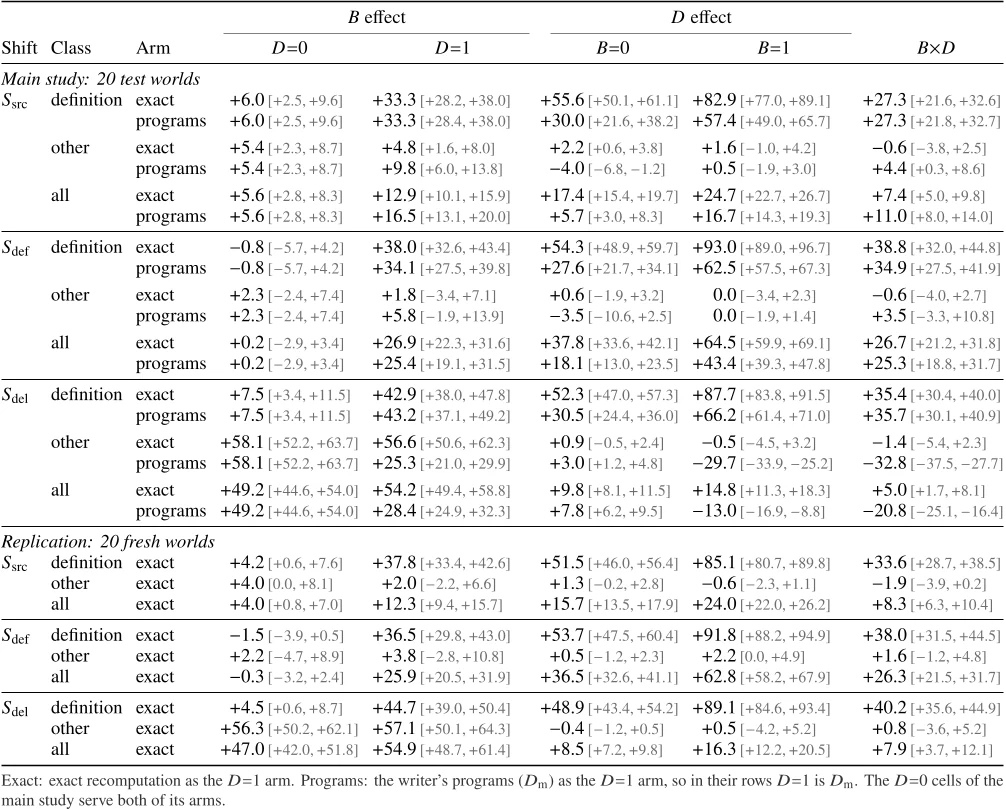 B effect D effect
Shift Class Arm D=0 D=1 B=0 B=1 B×D
Main study: 20 test worlds
S_src definition exact +6.0 [+2.5, +9.6] +33.3 [+28.2, +38.0] +55.6 [+50.1, +61.1] +82.9 [+77.0, +89.1] +27.3 [+21.6, +32.6]
programs +6.0 [+2.5, +9.6] +33.3 [+28.4, +38.0] +30.0 [+21.6, +38.2] +57.4 [+49.0, +65.7] +27.3 [+21.8, +32.7]
other exact +5.4 [+2.3, +8.7] +4.8 [+1.6, +8.0] +2.2 [+0.6, +3.8] +1.6 [−1.0, +4.2] −0.6 [−3.8, +2.5]
programs +5.4 [+2.3, +8.7] +9.8 [+6.0, +13.8] −4.0 [−6.8, −1.2] +0.5 [−1.9, +3.0] +4.4 [+0.3, +8.6]
all exact +5.6 [+2.8, +8.3] +12.9 [+10.1, +15.9] +17.4 [+15.4, +19.7] +24.7 [+22.7, +26.7] +7.4 [+5.0, +9.8]
programs +5.6 [+2.8, +8.3] +16.5 [+13.1, +20.0] +5.7 [+3.0, +8.3] +16.7 [+14.3, +19.3] +11.0 [+8.0, +14.0]
S_def definition exact −0.8 [−5.7, +4.2] +38.0 [+32.6, +43.4] +54.3 [+48.9, +59.7] +93.0 [+89.0, +96.7] +38.8 [+32.0, +44.8]
programs −0.8 [−5.7, +4.2] +34.1 [+27.5, +39.8] +27.6 [+21.7, +34.1] +62.5 [+57.5, +67.3] +34.9 [+27.5, +41.9]
other exact +2.3 [−2.4, +7.4] +1.8 [−3.4, +7.1] +0.6 [−1.9, +3.2] 0.0 [−3.4, +2.3] −0.6 [−4.0, +2.7]
programs +2.3 [−2.4, +7.4] +5.8 [−1.9, +13.9] −3.5 [−10.6, +2.5] 0.0 [−1.9, +1.4] +3.5 [−3.3, +10.8]
all exact +0.2 [−2.9, +3.4] +26.9 [+22.3, +31.6] +37.8 [+33.6, +42.1] +64.5 [+59.9, +69.1] +26.7 [+21.2, +31.8]
programs +0.2 [−2.9, +3.4] +25.4 [+19.1, +31.5] +18.1 [+13.0, +23.5] +43.4 [+39.3, +47.8] +25.3 [+18.8, +31.7]
S_del definition exact +7.5 [+3.4, +11.5] +42.9 [+38.0, +47.8] +52.3 [+47.0, +57.3] +87.7 [+83.8, +91.5] +35.4 [+30.4, +40.0]
programs +7.5 [+3.4, +11.5] +43.2 [+37.1, +49.2] +30.5 [+24.4, +36.0] +66.2 [+61.4, +71.0] +35.7 [+30.1, +40.9]
other exact +58.1 [+52.2, +63.7] +56.6 [+50.6, +62.3] +0.9 [−0.5, +2.4] −0.5 [−4.5, +3.2] −1.4 [−5.4, +2.3]
programs +58.1 [+52.2, +63.7] +25.3 [+21.0, +29.9] +3.0 [+1.2, +4.8] −29.7 [−33.9, −25.2] −32.8 [−37.5, −27.7]
all exact +49.2 [+44.6, +54.0] +54.2 [+49.4, +58.8] +9.8 [+8.1, +11.5] +14.8 [+11.3, +18.3] +5.0 [+1.7, +8.1]
programs +49.2 [+44.6, +54.0] +28.4 [+24.9, +32.3] +7.8 [+6.2, +9.5] −13.0 [−16.9, −8.8] −20.8 [−25.1, −16.4]
Replication: 20 fresh worlds
S_src definition exact +4.2 [+0.6, +7.6] +37.8 [+33.4, +42.6] +51.5 [+46.0, +56.4] +85.1 [+80.7, +89.8] +33.6 [+28.7, +38.5]
other exact +4.0 [0.0, +8.1] +2.0 [−2.2, +6.6] +1.3 [−0.2, +2.8] −0.6 [−2.3, +1.1] −1.9 [−3.9, +0.2]
all exact +4.0 [+0.8, +7.0] +12.3 [+9.4, +15.7] +15.7 [+13.5, +17.9] +24.0 [+22.0, +26.2] +8.3 [+6.3, +10.4]
S_def definition exact −1.5 [−3.9, +0.5] +36.5 [+29.8, +43.0] +53.7 [+47.5, +60.4] +91.8 [+88.2, +94.9] +38.0 [+31.5, +44.5]
other exact +2.2 [−4.7, +8.9] +3.8 [−2.8, +10.8] +0.5 [−1.2, +2.3] +2.2 [0.0, +4.9] +1.6 [−1.2, +4.8]
all exact −0.3 [−3.2, +2.4] +25.9 [+20.5, +31.9] +36.5 [+32.6, +41.1] +62.8 [+58.2, +67.9] +26.3 [+21.5, +31.7]
S_del definition exact +4.5 [+0.6, +8.7] +44.7 [+39.0, +50.4] +48.9 [+43.4, +54.2] +89.1 [+84.6, +93.4] +40.2 [+35.6, +44.9]
other exact +56.3 [+50.2, +62.1] +57.1 [+50.1, +64.3] −0.4 [−1.2, +0.5] +0.5 [−4.2, +5.2] +0.8 [−3.6, +5.2]
all exact +47.0 [+42.0, +51.8] +54.9 [+48.7, +61.4] +8.5 [+7.2, +9.8] +16.3 [+12.2, +20.5] +7.9 [+3.7, +12.1]
Exact: exact recomputation as the D=1 arm. Programs: the writer's programs (D_m) as the D=1 arm, so in their rows D=1 is D_m. The D=0 cells of the
main study serve both of its arms.